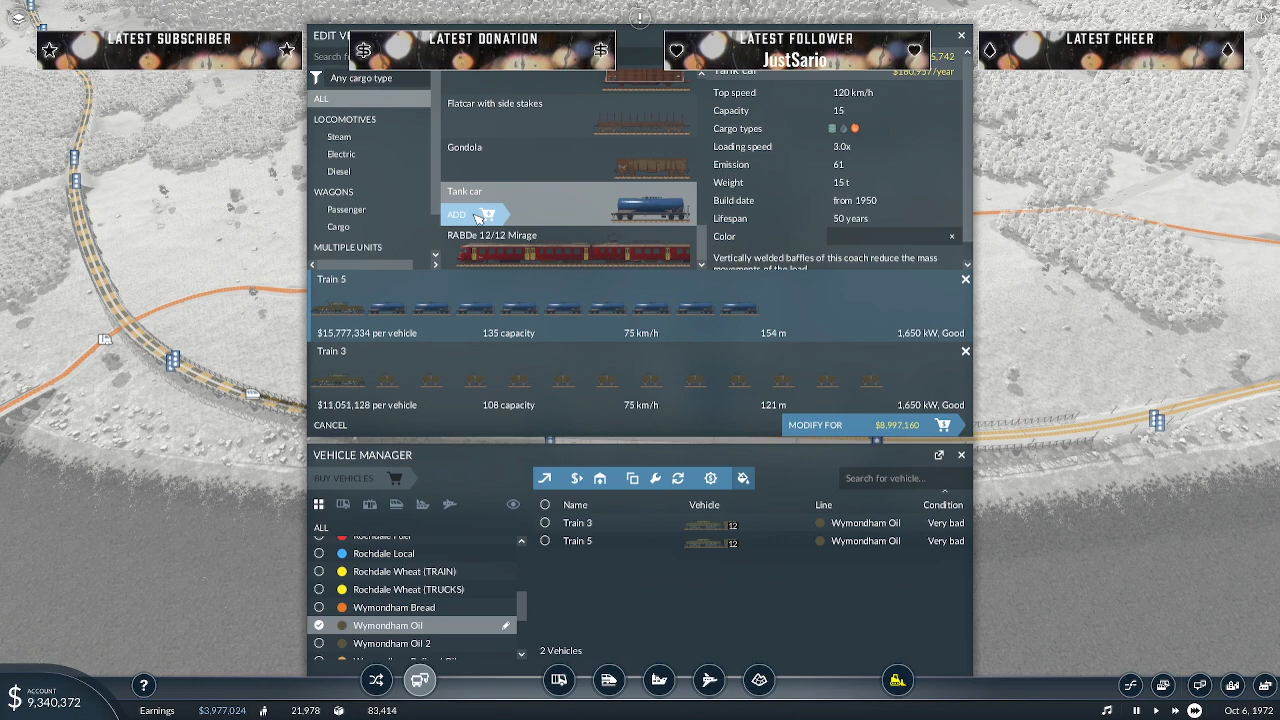 LATEST SUBSCRIBER
LATEST DONATION
LATEST FOLLOWER
JustSario
LATEST CHEER
Any cargo type
ALL
LOCOMOTIVES
Steam
Electric
Diesel
WAGONS
Passenger
Cargo
MULTIPLE UNITS
Flatcar with side stakes
Gondola
Tank car
ADD
RABDe 12/12 Mirage
Top speed 120 km/h
Capacity 15
Cargo types
Loading speed 3.0x
Emission 61
Weight 15 t
Build date from 1950
Lifespan 50 years
Color
Vertically welded baffles of this coach reduce the mass
movements of the load
Train 5
$15,777,334 per vehicle 135 capacity 75 km/h 154 m 1,650 kW, Good
Train 3
$11,051,128 per vehicle 108 capacity 75 km/h 121 m 1,650 kW, Good
CANCEL
MODIFY FOR $8,997,160
VEHICLE MANAGER
BUY VEHICLES
Search for vehicle...
ALL
Rochdale Local
Rochdale Wheat (TRAIN)
Rochdale Wheat (TRUCKS)
Wymondham Bread
Wymondham Oil
Wymondham Oil 2
Name Vehicle Line Condition
Train 3 12 Wymondham Oil Very bad
Train 5 12 Wymondham Oil Very bad
2 Vehicles
$ ACCOUNT
9,340,372
?
Earnings $3,977,024 21,978 83,414
Oct 6, 1972